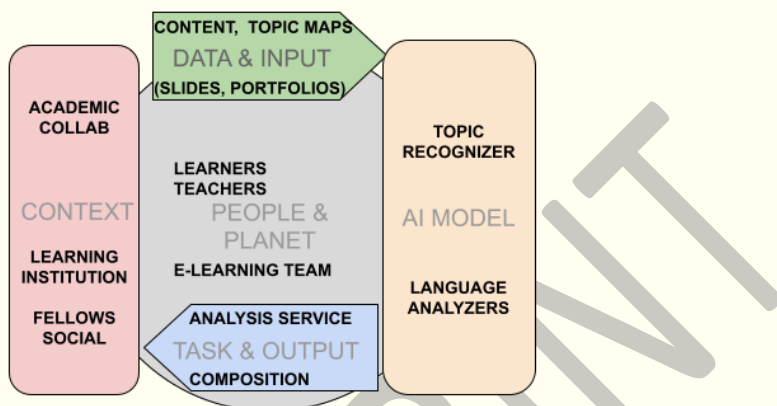 CONTENT, TOPIC MAPS
DATA & INPUT
(SLIDES, PORTFOLIOS)
ACADEMIC
COLLAB
CONTEXT
LEARNING
INSTITUTION
FELLOWS
SOCIAL
LEARNERS
TEACHERS
PEOPLE &
PLANET
E-LEARNING TEAM
ANALYSIS SERVICE
TASK & OUTPUT
COMPOSITION
TOPIC
RECOGNIZER
AI MODEL
LANGUAGE
ANALYZERS